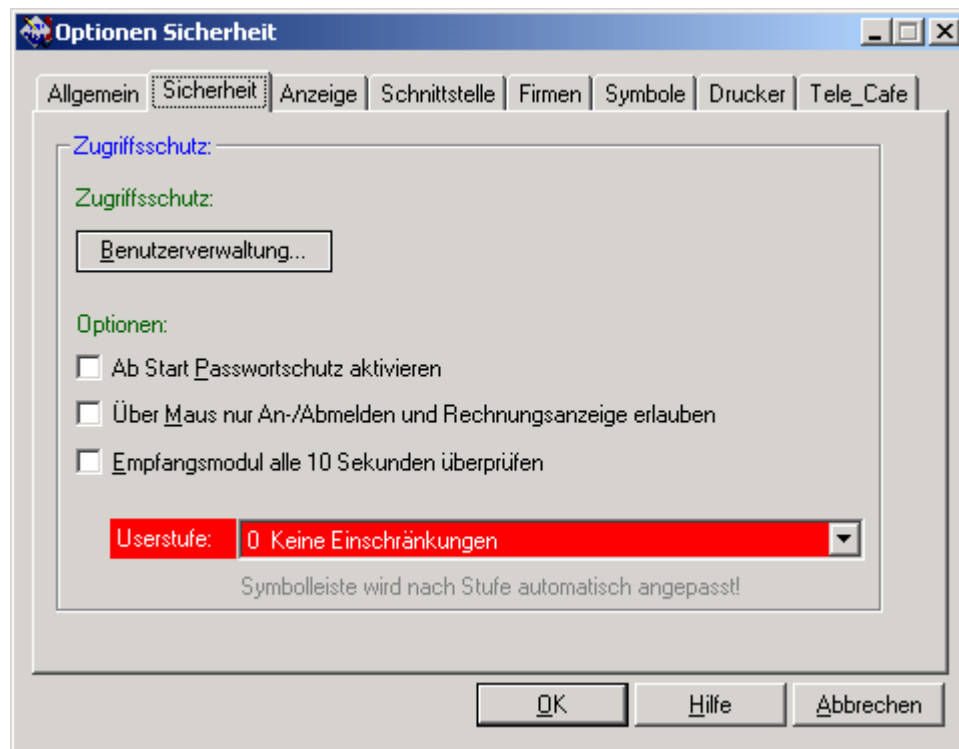 Optionen Sicherheit
Allgemein Sicherheit Anzeige Schnittstelle Firmen Symbole Drucker Tele_Cafe
Zugriffsschutz:
Zugriffsschutz:
Benutzerverwaltung...
Optionen:
Ab Start Passwortschutz aktivieren
Über Maus nur An-/Abmelden und Rechnungsanzeige erlauben
Empfangsmodul alle 10 Sekunden überprüfen
Userstufe: 0 Keine Einschränkungen
Symbolleiste wird nach Stufe automatisch angepasst!
OK Hilfe Abbrechen